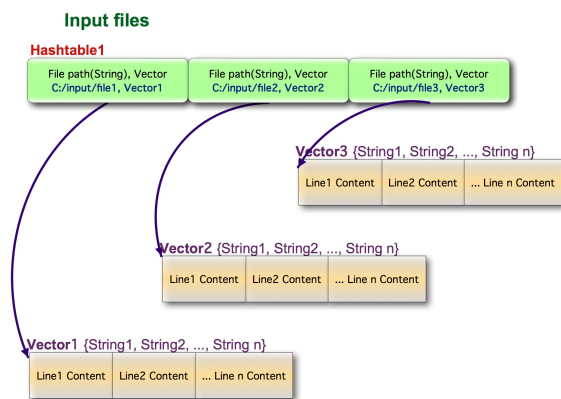 Input files
Hashtable1
File path(String), Vector
C:/input/file1, Vector1
File path(String), Vector
C:/input/file2, Vector2
File path(String), Vector
C:/input/file3, Vector3
Vector3 {String1, String2, ..., String n}
Line1 Content
Line2 Content
... Line n Content
Vector2 {String1, String2, ..., String n}
Line1 Content
Line2 Content
... Line n Content
Vector1 {String1, String2, ..., String n}
Line1 Content
Line2 Content
... Line n Content